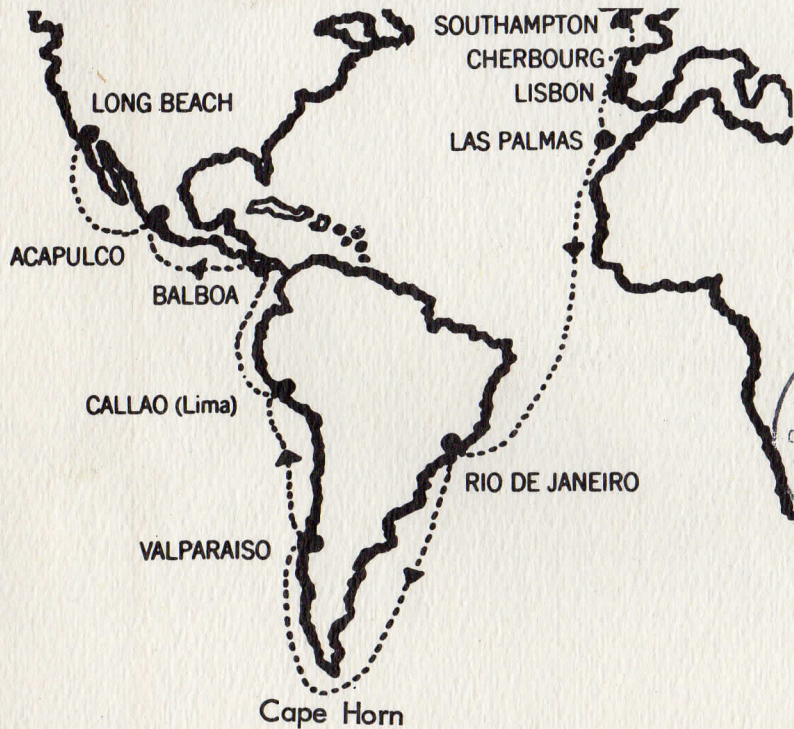 SOUTHAMPTON
CHERBOURG
LISBON
LONG BEACH
LAS PALMAS
ACAPULCO
BALBOA
CALLAO (Lima)
RIO DE JANEIRO
VALPARAISO
Cape Horn